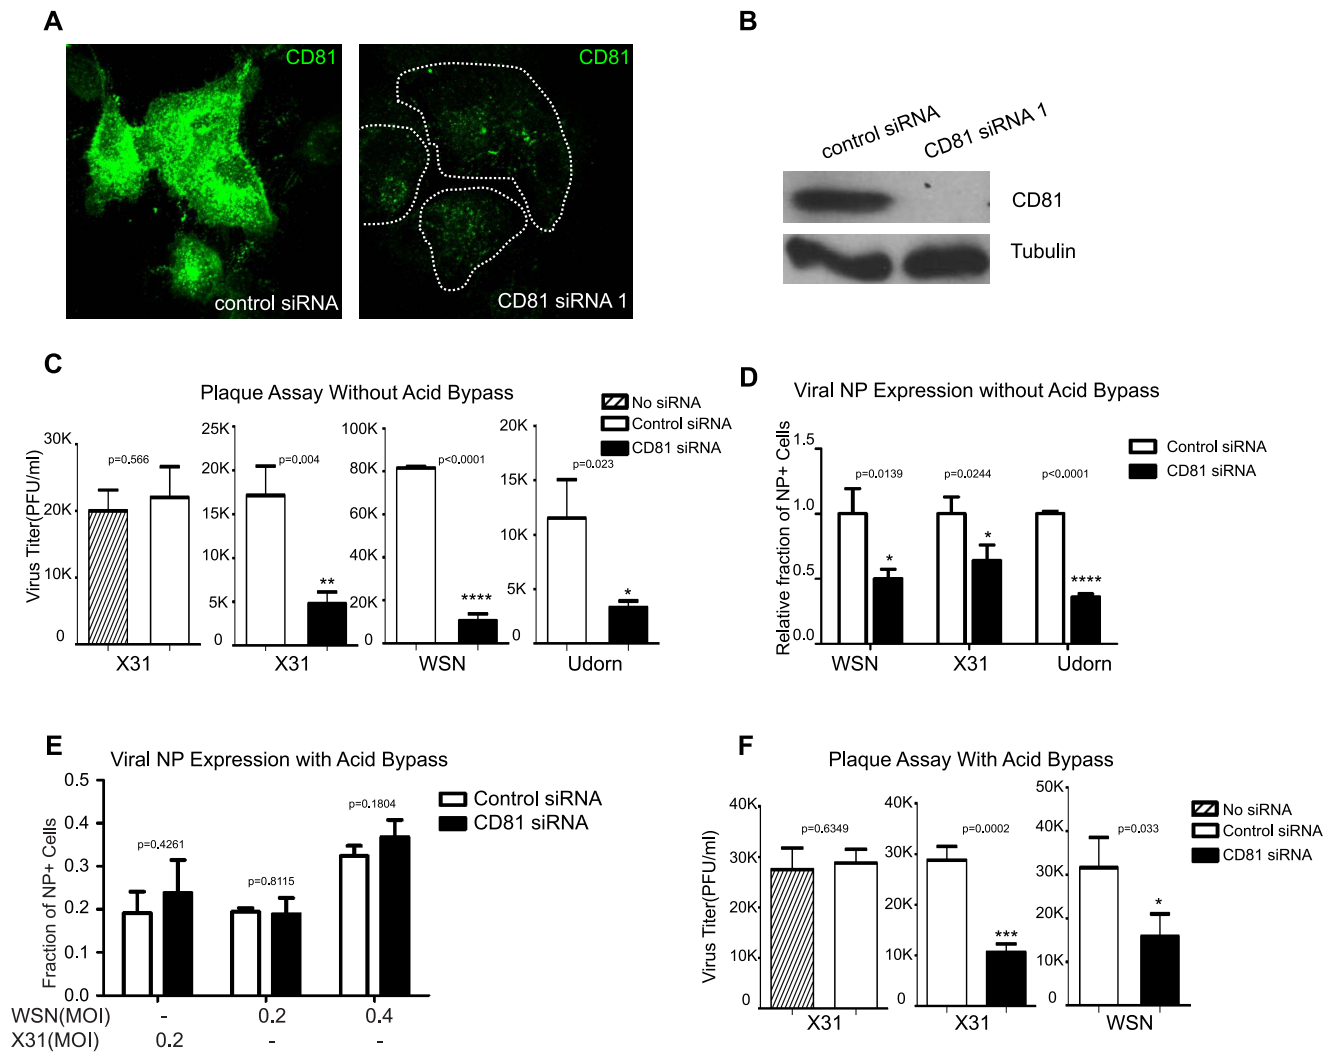 A
CD81
control siRNA
CD81
CD81 siRNA 1
B
control siRNA
CD81 siRNA 1
CD81
Tubulin
C
Plaque Assay Without Acid Bypass
No siRNA
Control siRNA
CD81 siRNA
Virus Titer(PFU/ml)
30K
20K
10K
0
p=0.566
X31
25K
20K
15K
10K
5K
0
p=0.004
**
X31
100K
80K
60K
40K
20K
0
p<0.0001
****
WSN
20K
15K
10K
5K
0
p=0.023
*
Udorn
D
Viral NP Expression without Acid Bypass
Control siRNA
CD81 siRNA
Relative fraction of NP+ Cells
1.5
1.0
0.5
0.0
p=0.0139
p=0.0244
p<0.0001
*
*
****
WSN
X31
Udorn
E
Viral NP Expression with Acid Bypass
Control siRNA
CD81 siRNA
Fraction of NP+ Cells
0.5
0.4
0.3
0.2
0.1
0.0
p=0.4261
p=0.8115
p=0.1804
WSN(MOI) - 0.2 0.4
X31(MOI) 0.2 - -
F
Plaque Assay With Acid Bypass
No siRNA
Control siRNA
CD81 siRNA
Virus Titer(PFU/ml)
40K
30K
20K
10K
0
p=0.6349
X31
40K
30K
20K
10K
0
p=0.0002
***
X31
50K
40K
30K
20K
10K
0
p=0.033
*
WSN